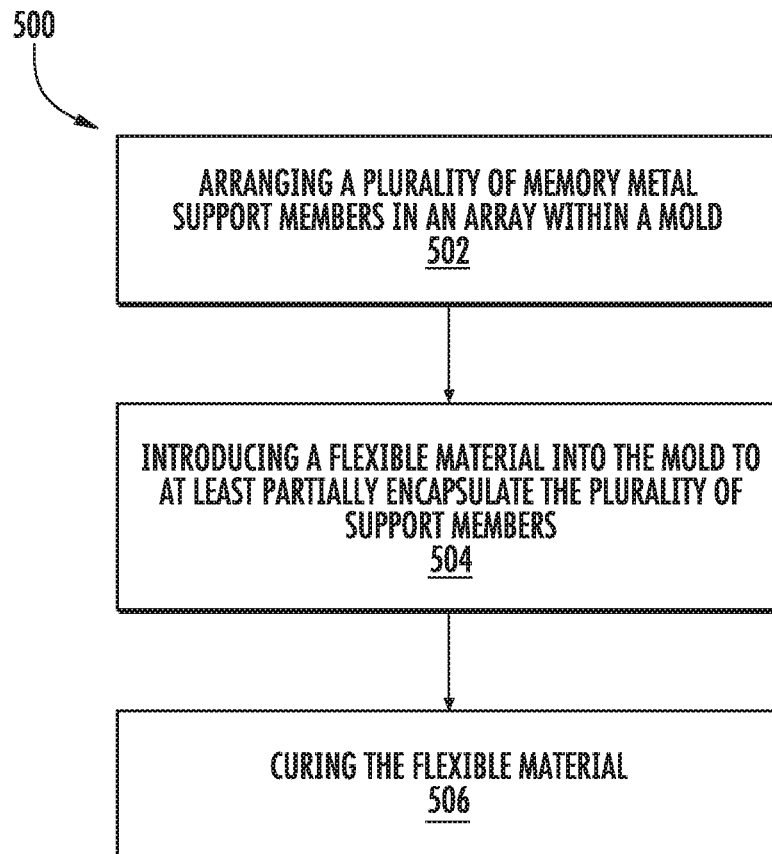 500
ARRANGING A PLURALITY OF MEMORY METAL
SUPPORT MEMBERS IN AN ARRAY WITHIN A MOLD
502
INTRODUCING A FLEXIBLE MATERIAL INTO THE MOLD TO
AT LEAST PARTIALLY ENCAPSULATE THE PLURALITY OF
SUPPORT MEMBERS
504
CURING THE FLEXIBLE MATERIAL
506